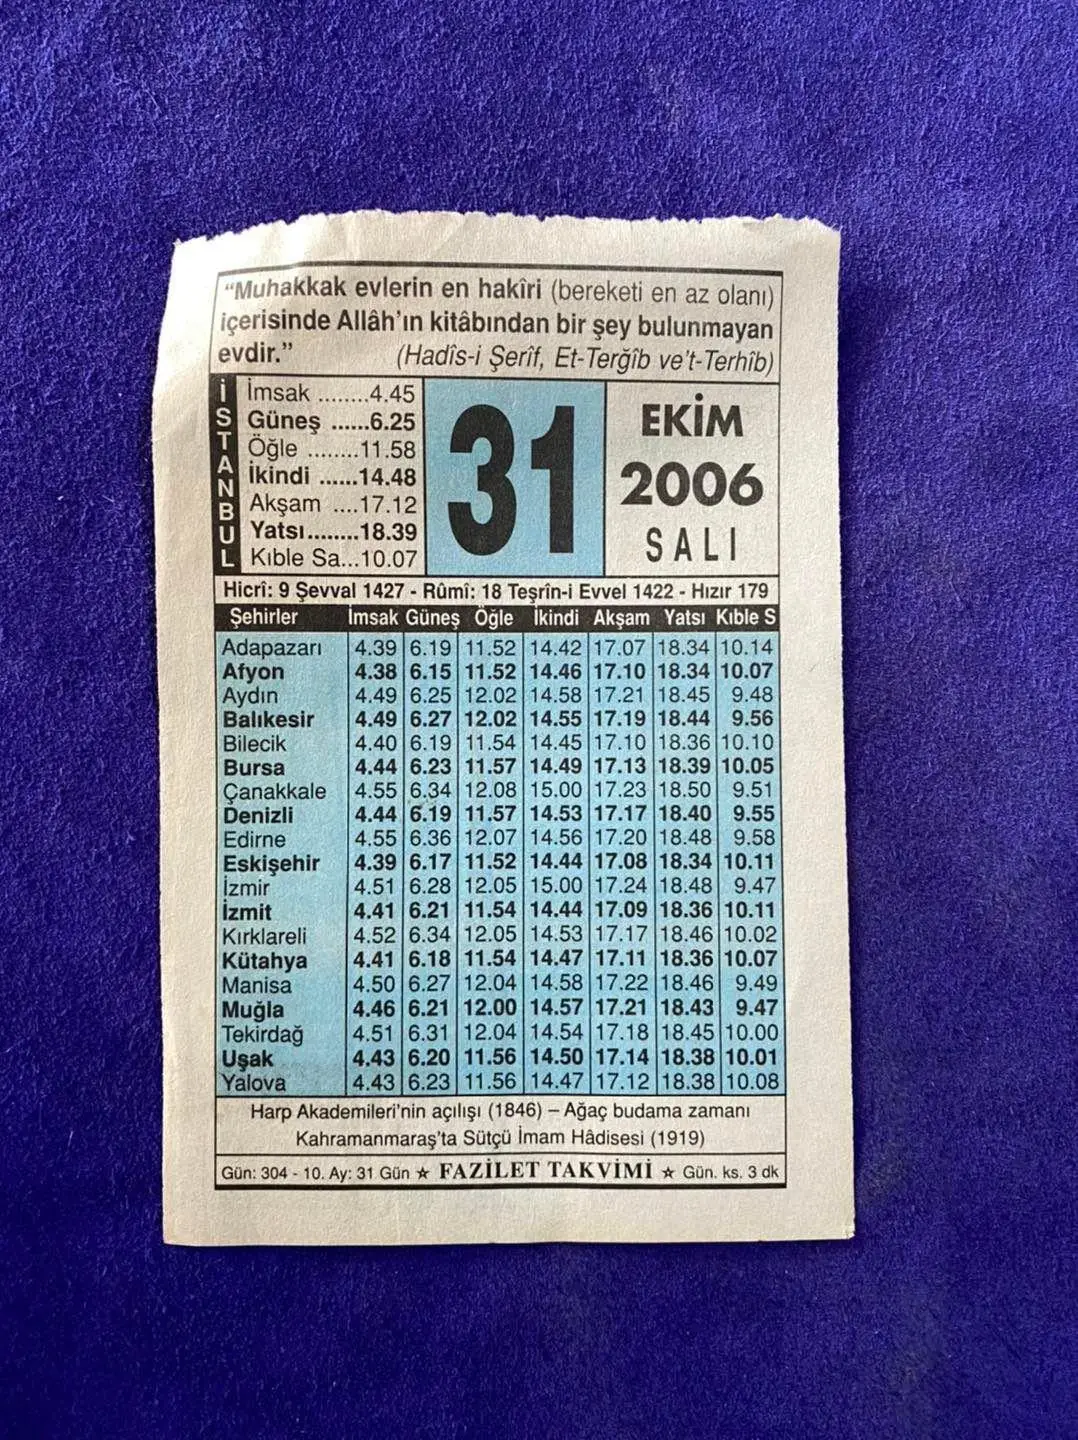 “Muhakkak evlerin en hakîri (bereketi en az olanı)
içerisinde Allâh’ın kitâbından bir şey bulunmayan
evdir.” (Hadîs-i Şerîf, Et-Terğîb ve’t-Terhîb)
İSTANBUL
İmsak ........4.45
Güneş ......6.25
Öğle ........11.58
İkindi ......14.48
Akşam ....17.12
Yatsı........18.39
Kıble Sa...10.07
31
EKİM
2006
SALI
Hicrî: 9 Şevval 1427 - Rûmî: 18 Teşrîn-i Evvel 1422 - Hızır 179
Şehirler İmsak Güneş Öğle İkindi Akşam Yatsı Kıble S
Adapazarı 4.39 6.19 11.52 14.42 17.07 18.34 10.14
Afyon 4.38 6.15 11.52 14.46 17.10 18.34 10.07
Aydın 4.49 6.25 12.02 14.58 17.21 18.45 9.48
Balıkesir 4.49 6.27 12.02 14.55 17.19 18.44 9.56
Bilecik 4.40 6.19 11.54 14.45 17.10 18.36 10.10
Bursa 4.44 6.23 11.57 14.49 17.13 18.39 10.05
Çanakkale 4.55 6.34 12.08 15.00 17.23 18.50 9.51
Denizli 4.44 6.19 11.57 14.53 17.17 18.40 9.55
Edirne 4.55 6.36 12.07 14.56 17.20 18.48 9.58
Eskişehir 4.39 6.17 11.52 14.44 17.08 18.34 10.11
İzmir 4.51 6.28 12.05 15.00 17.24 18.48 9.47
İzmit 4.41 6.21 11.54 14.44 17.09 18.36 10.11
Kırklareli 4.52 6.34 12.05 14.53 17.17 18.46 10.02
Kütahya 4.41 6.18 11.54 14.47 17.11 18.36 10.07
Manisa 4.50 6.27 12.04 14.58 17.22 18.46 9.49
Muğla 4.46 6.21 12.00 14.57 17.21 18.43 9.47
Tekirdağ 4.51 6.31 12.04 14.54 17.18 18.45 10.00
Uşak 4.43 6.20 11.56 14.50 17.14 18.38 10.01
Yalova 4.43 6.23 11.56 14.47 17.12 18.38 10.08
Harp Akademileri’nin açılışı (1846) – Ağaç budama zamanı
Kahramanmaraş’ta Sütçü İmam Hâdisesi (1919)
Gün: 304 - 10. Ay: 31 Gün ☆ FAZİLET TAKVİMİ ☆ Gün. ks. 3 dk